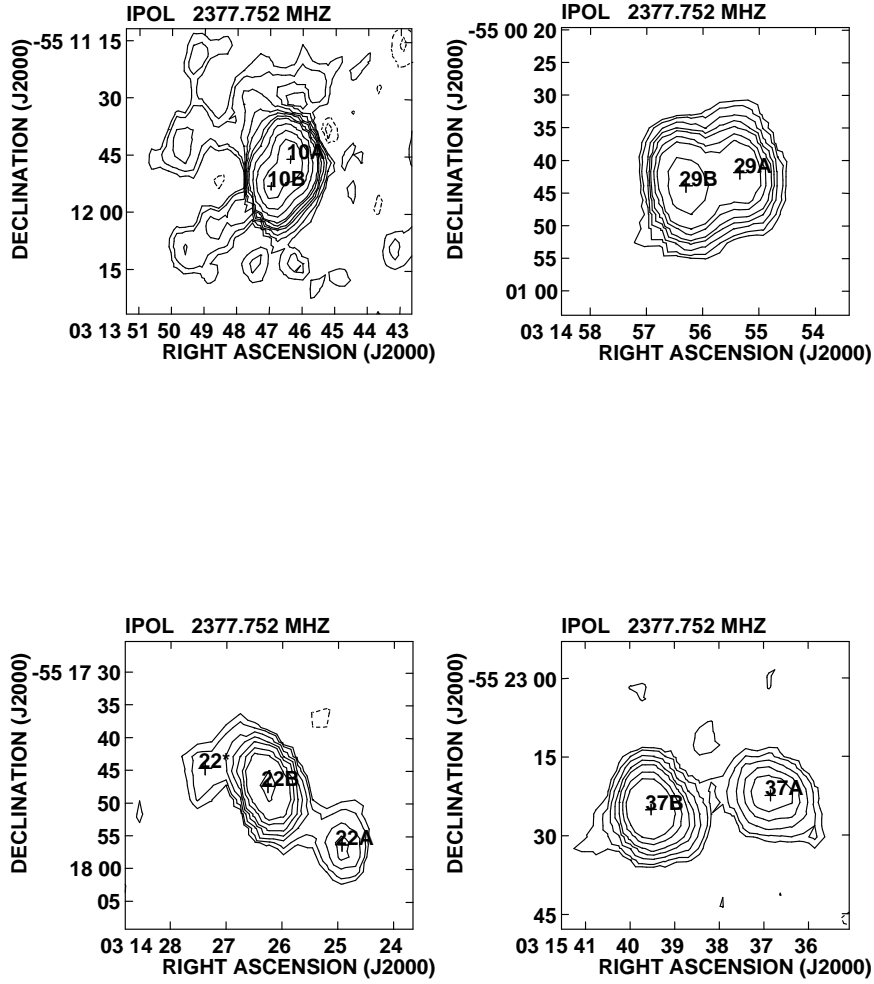 IPOL 2377.752 MHZ
DECLINATION (J2000)
-55 11 15
30
45
12 00
15
10A
10B
03 13 51 50 49 48 47 46 45 44 43
RIGHT ASCENSION (J2000)
IPOL 2377.752 MHZ
DECLINATION (J2000)
-55 00 20
25
30
35
40
45
50
55
01 00
29A
29B
03 14 58 57 56 55 54
RIGHT ASCENSION (J2000)
IPOL 2377.752 MHZ
DECLINATION (J2000)
-55 17 30
35
40
45
50
55
18 00
05
22*
22B
22A
03 14 28 27 26 25 24
RIGHT ASCENSION (J2000)
IPOL 2377.752 MHZ
DECLINATION (J2000)
-55 23 00
15
30
45
37A
37B
03 15 41 40 39 38 37 36
RIGHT ASCENSION (J2000)